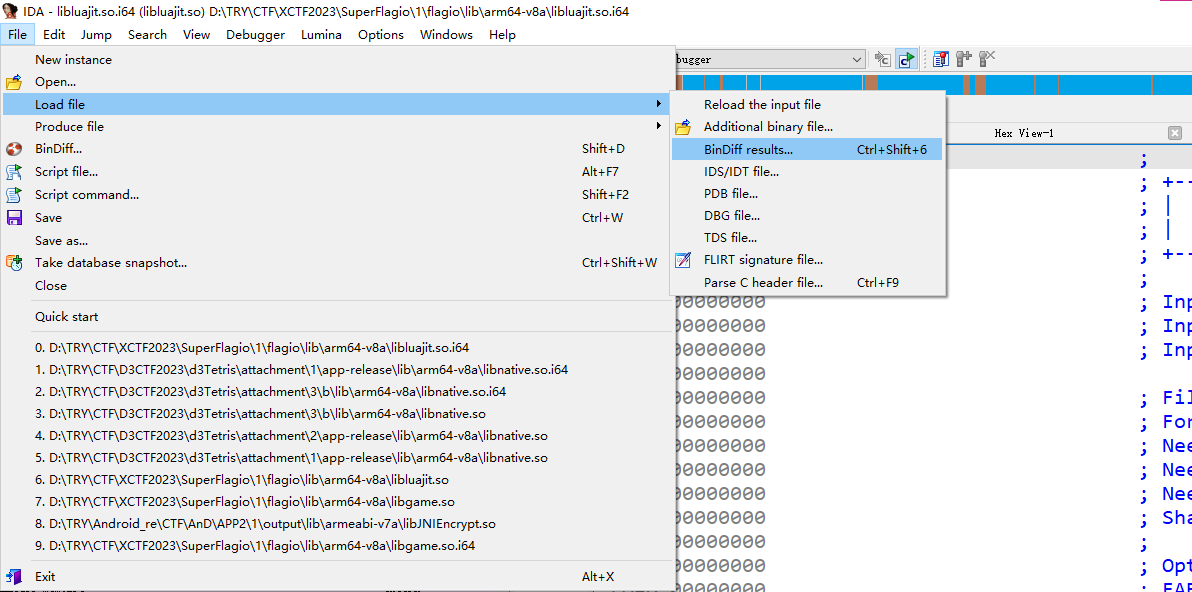 IDA - libluajit.so.i64 (libluajit.so) D:\TRY\CTF\XCTF2023\SuperFlagio\1\flagio\lib\arm64-v8a\libluajit.so.i64
File Edit Jump Search View Debugger Lumina Options Windows Help
New instance
Open...
Load file
Produce file
BinDiff... Shift+D
Script file... Alt+F7
Script command... Shift+F2
Save Ctrl+W
Save as...
Take database snapshot... Ctrl+Shift+W
Close
Quick start
0. D:\TRY\CTF\XCTF2023\SuperFlagio\1\flagio\lib\arm64-v8a\libluajit.so.i64
1. D:\TRY\CTF\D3CTF2023\d3Tetris\attachment\1\app-release\lib\arm64-v8a\libnative.so.i64
2. D:\TRY\CTF\D3CTF2023\d3Tetris\attachment\3\b\lib\arm64-v8a\libnative.so.i64
3. D:\TRY\CTF\D3CTF2023\d3Tetris\attachment\3\b\lib\arm64-v8a\libnative.so
4. D:\TRY\CTF\D3CTF2023\d3Tetris\attachment\2\app-release\lib\arm64-v8a\libnative.so
5. D:\TRY\CTF\D3CTF2023\d3Tetris\attachment\1\app-release\lib\arm64-v8a\libnative.so
6. D:\TRY\CTF\XCTF2023\SuperFlagio\1\flagio\lib\arm64-v8a\libluajit.so
7. D:\TRY\CTF\XCTF2023\SuperFlagio\1\flagio\lib\arm64-v8a\libgame.so
8. D:\TRY\Android_re\CTF\AnD\APP2\1\output\lib\armeabi-v7a\libJNIEncrypt.so
9. D:\TRY\CTF\XCTF2023\SuperFlagio\1\flagio\lib\arm64-v8a\libgame.so.i64
Exit Alt+X
bugger
Reload the input file
Additional binary file...
BinDiff results... Ctrl+Shift+6
IDS/IDT file...
PDB file...
DBG file...
TDS file...
FLIRT signature file...
Parse C header file... Ctrl+F9
Hex View-1
;
; +--
; |
; |
; +--
;
00000000 ; Inp
00000000 ; Inp
00000000 ; Inp
00000000 ;
00000000 ; Fil
00000000 ; For
00000000 ; Nee
00000000 ; Nee
00000000 ; Nee
00000000 ; Sha
00000000 ;
00000000 ; Opt
00000000 ; EAB